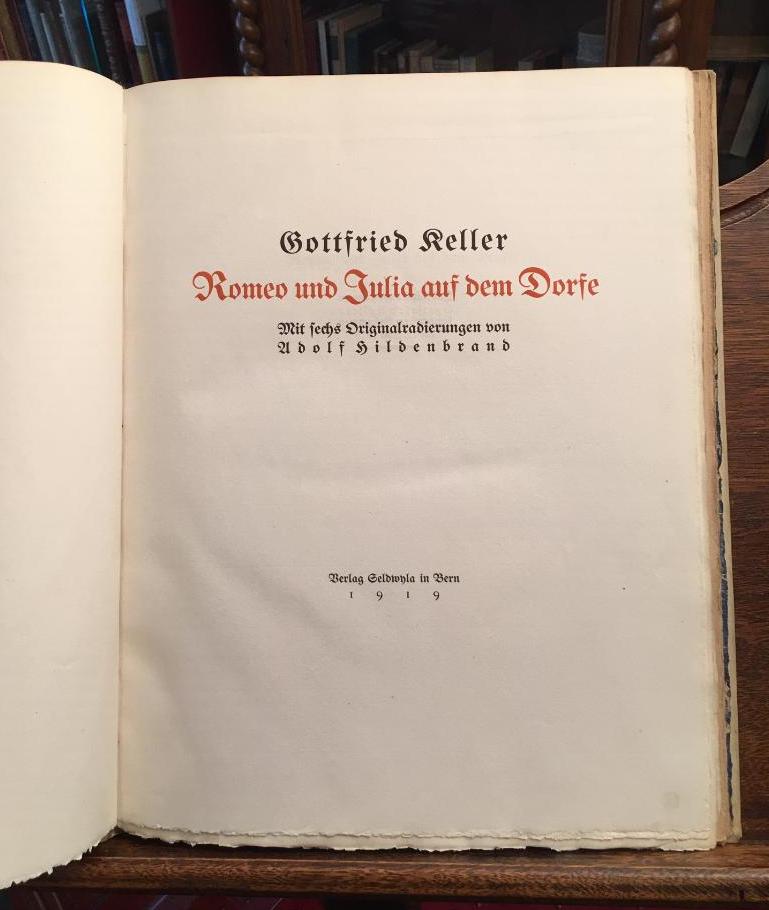 Gottfried Keller
Romeo und Julia auf dem Dorfe
Mit sechs Originalradierungen von
Adolf Hildenbrand
Verlag Seldwyla in Bern
1919